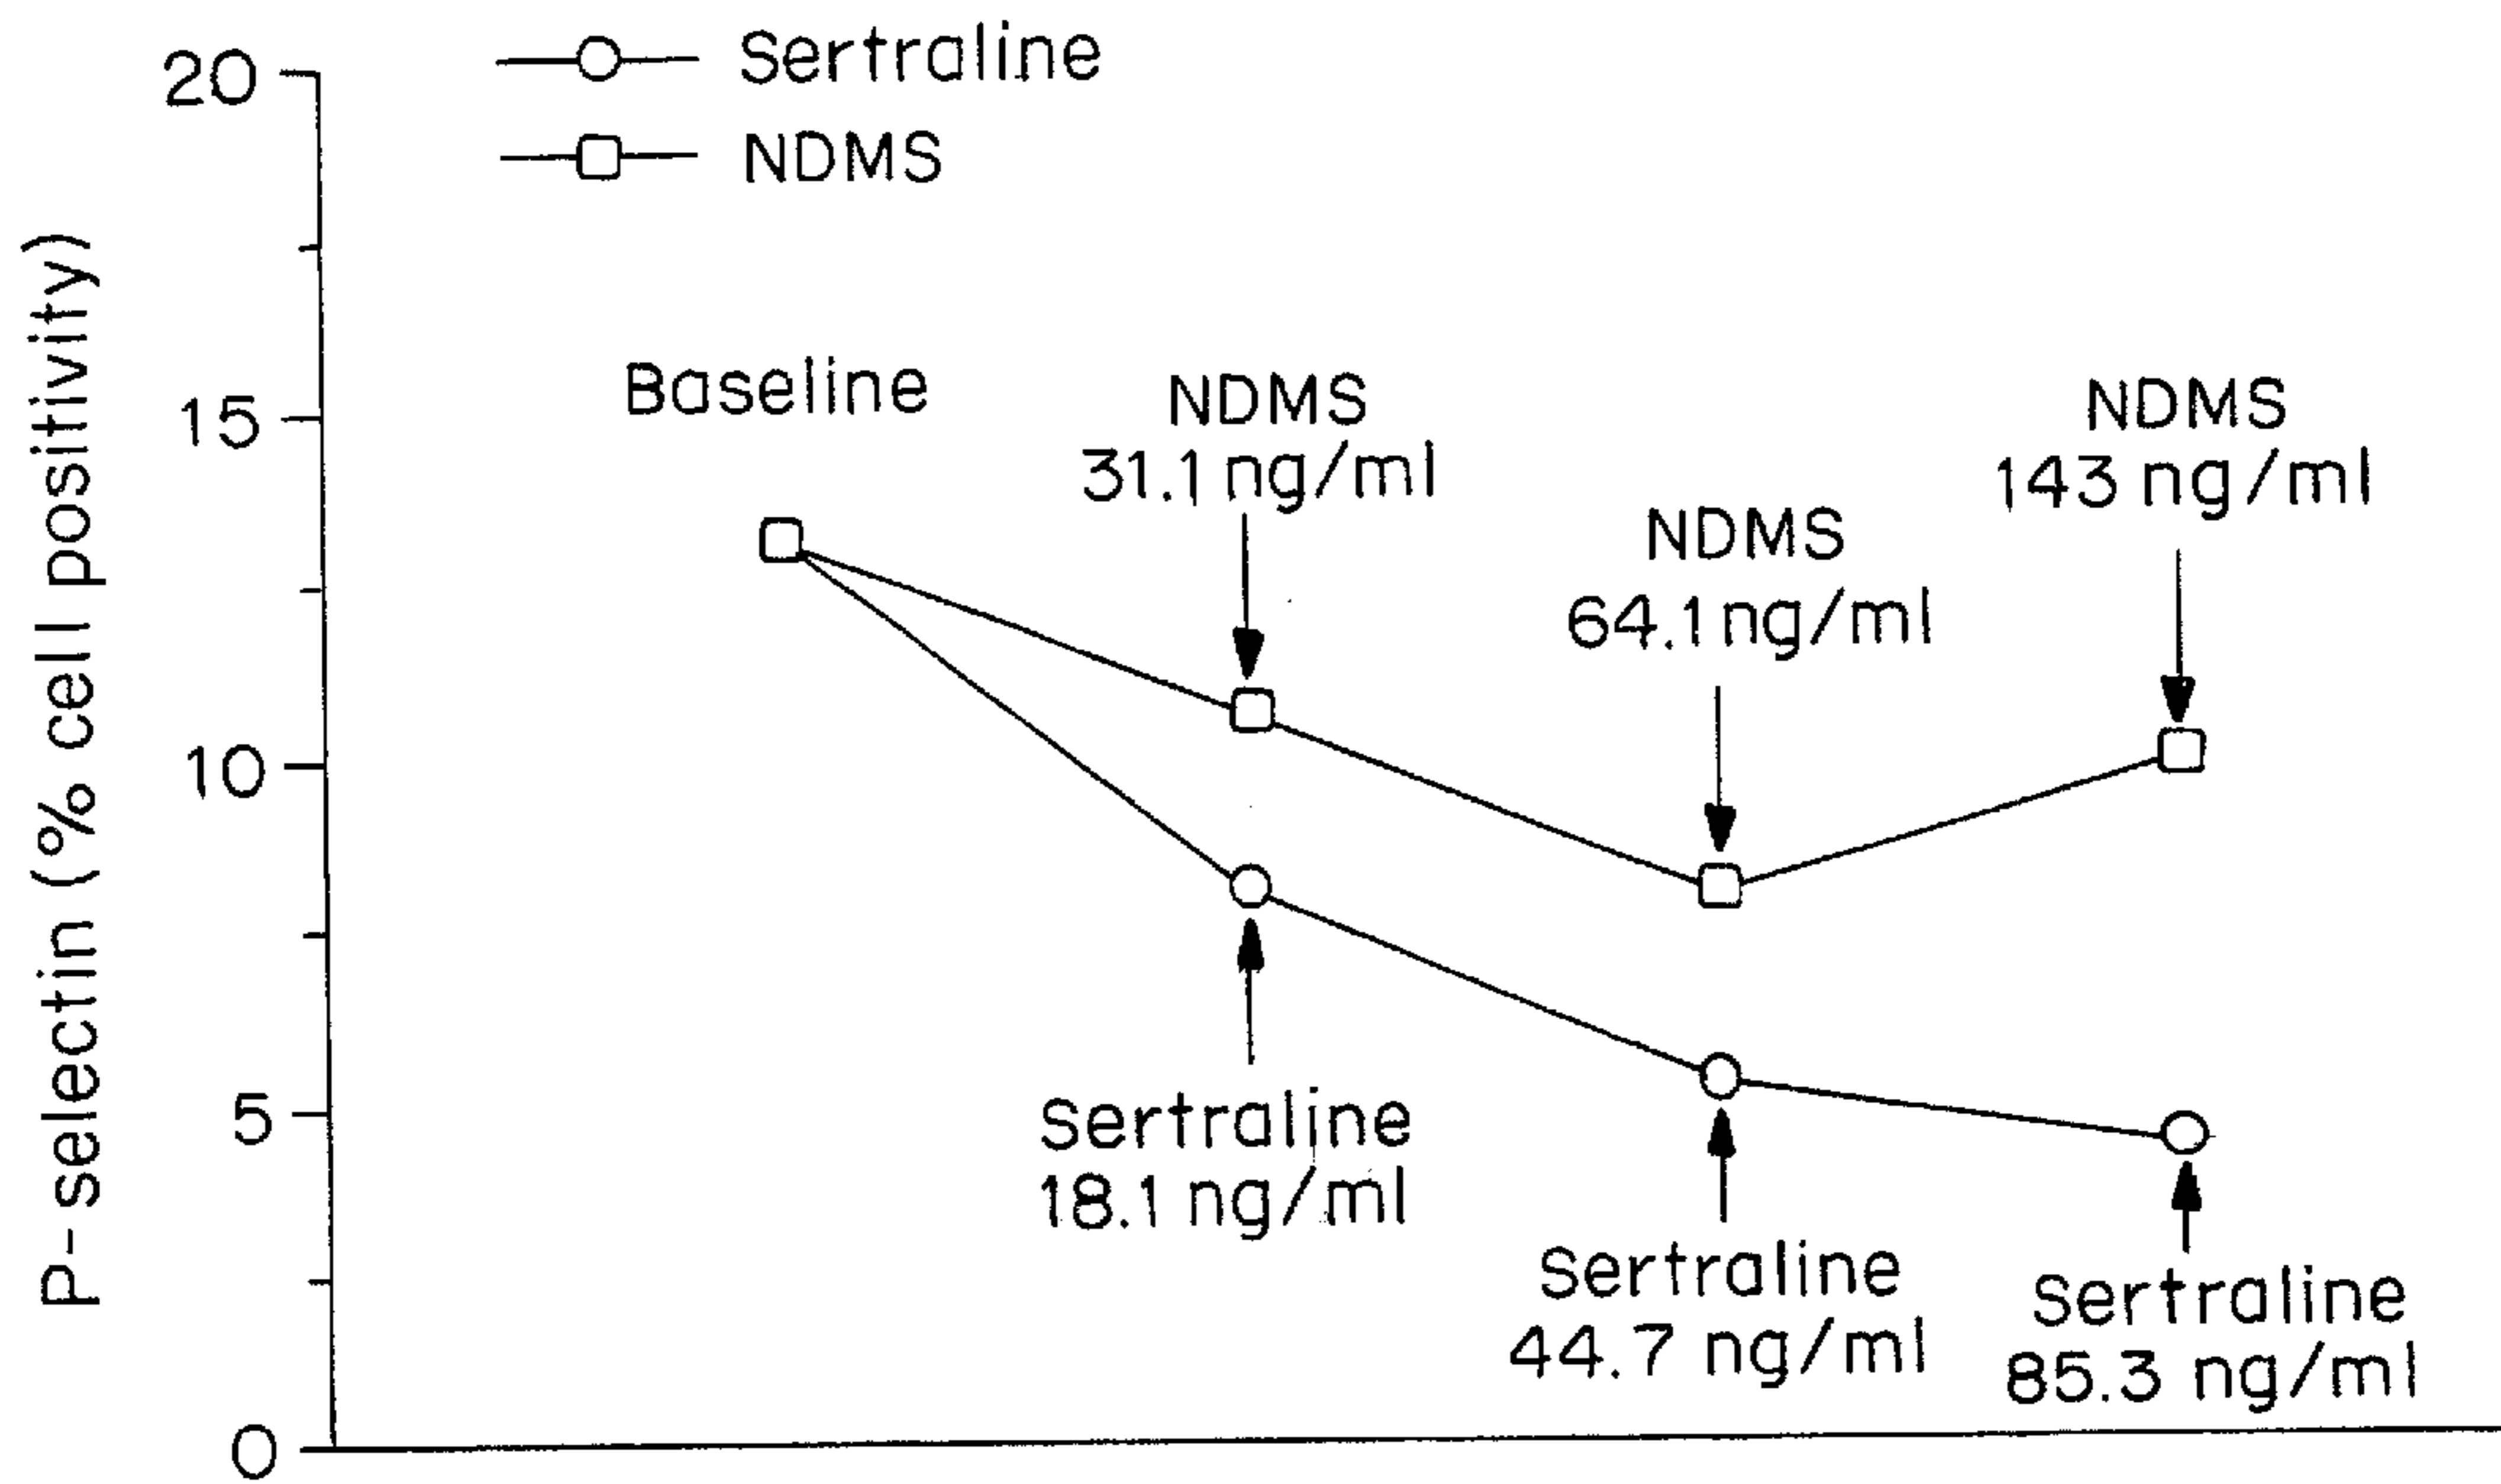 Sertraline
NDMS
P-selectin (% cell positivity)
20
15
10
5
0
Baseline
NDMS
31.1 ng/ml
NDMS
64.1 ng/ml
NDMS
143 ng/ml
Sertraline
18.1 ng/ml
Sertraline
44.7 ng/ml
Sertraline
85.3 ng/ml